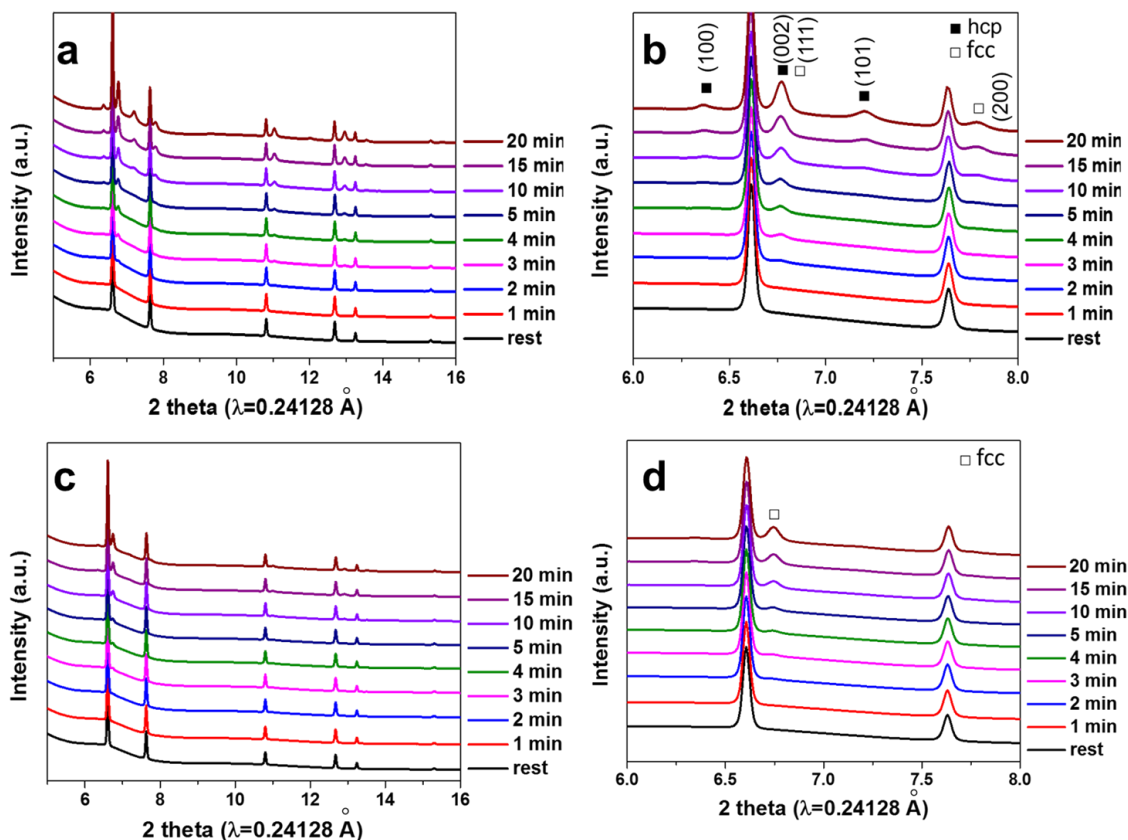 a
Intensity (a.u.)
20 min
15 min
10 min
5 min
4 min
3 min
2 min
1 min
rest
6 8 10 12 14 16
2 theta (λ=0.24128 Å)
b
(100)
(002)
(111)
(101)
(200)
■ hcp
□ fcc
Intensity (a.u.)
20 min
15 min
10 min
5 min
4 min
3 min
2 min
1 min
rest
6.0 6.5 7.0 7.5 8.0
2 theta (λ=0.24128 Å)
c
Intensity (a.u.)
20 min
15 min
10 min
5 min
4 min
3 min
2 min
1 min
rest
6 8 10 12 14 16
2 theta (λ=0.24128 Å)
d
□ fcc
Intensity (a.u.)
20 min
15 min
10 min
5 min
4 min
3 min
2 min
1 min
rest
6.0 6.5 7.0 7.5 8.0
2 theta (λ=0.24128 Å)